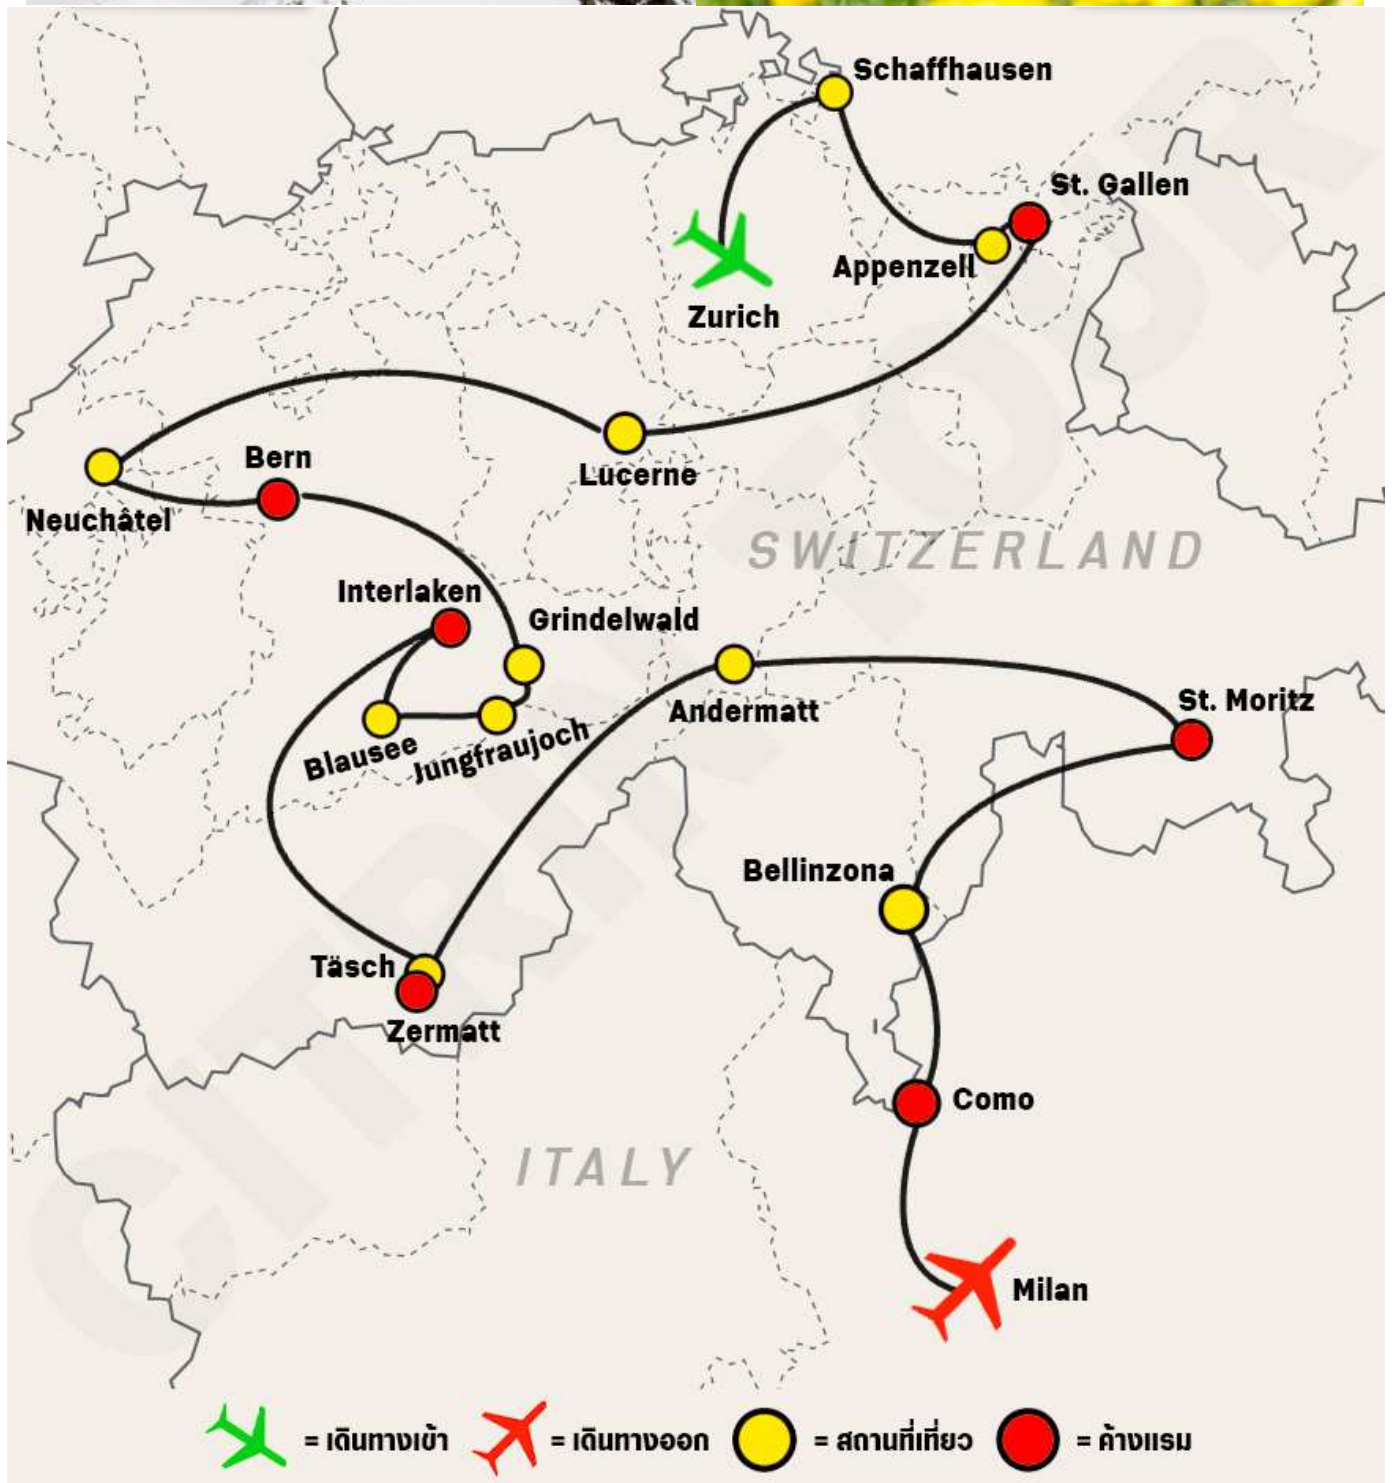 Schaffhausen
St. Gallen
Appenzell
Zurich
Bern
Lucerne
Neuchâtel
SWITZERLAND
Interlaken
Grindelwald
Andermatt
St. Moritz
Blausee
Jungfraujoch
Bellinzona
Täsch
Zermatt
Como
ITALY
Milan
= เดินทางเข้า = เดินทางออก = สถานที่เที่ยว = ค้างแรม